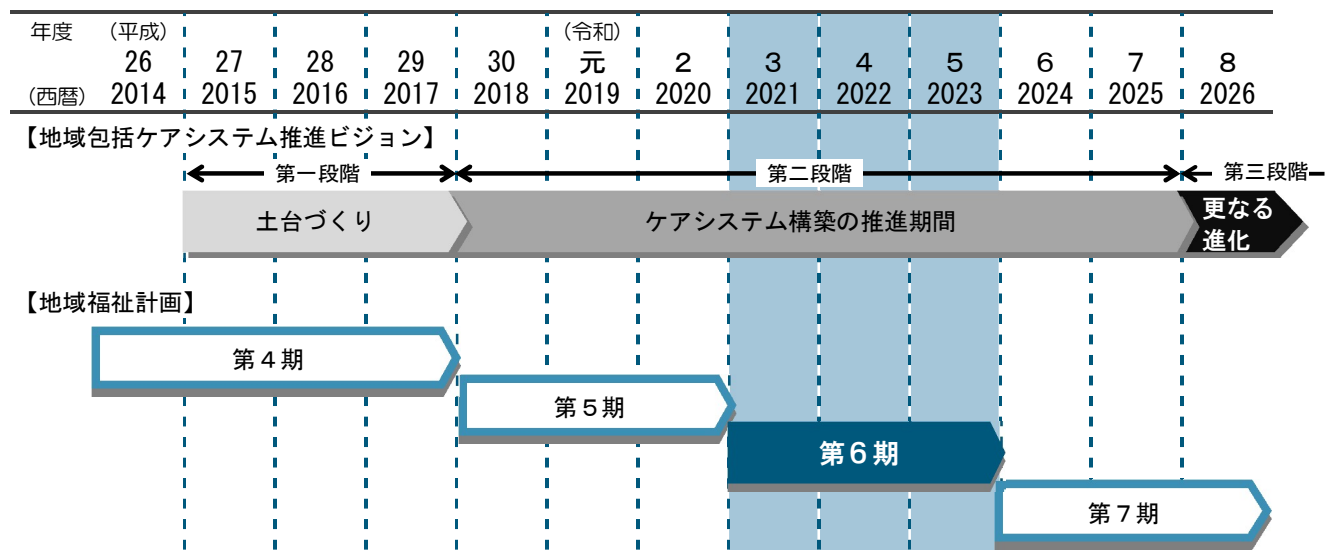 年度 (平成) (令和)
26 27 28 29 30 元 2 3 4 5 6 7 8
(西暦) 2014 2015 2016 2017 2018 2019 2020 2021 2022 2023 2024 2025 2026
【地域包括ケアシステム推進ビジョン】
第一段階 第二段階 第三段階
土台づくり ケアシステム構築の推進期間 更なる
進化
【地域福祉計画】
第4期
第5期
第6期
第7期